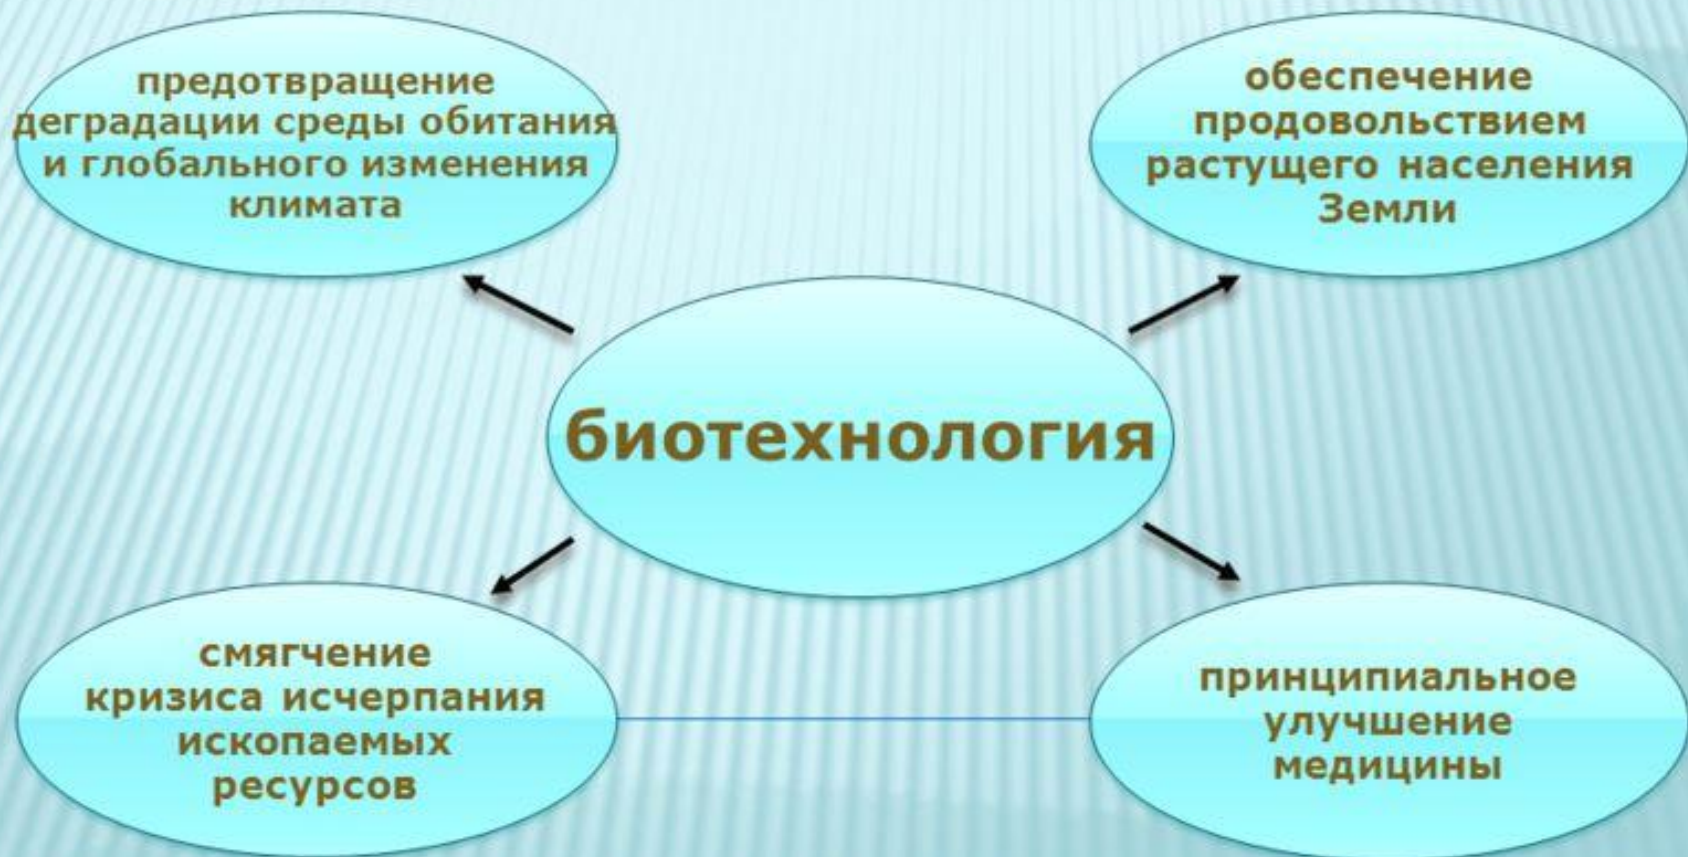 предотвращение
деградации среды обитания
и глобального изменения
климата
обеспечение
продовольствием
растущего населения
Земли
биотехнология
смягчение
кризиса исчерпания
ископаемых
ресурсов
принципиальное
улучшение
медицины